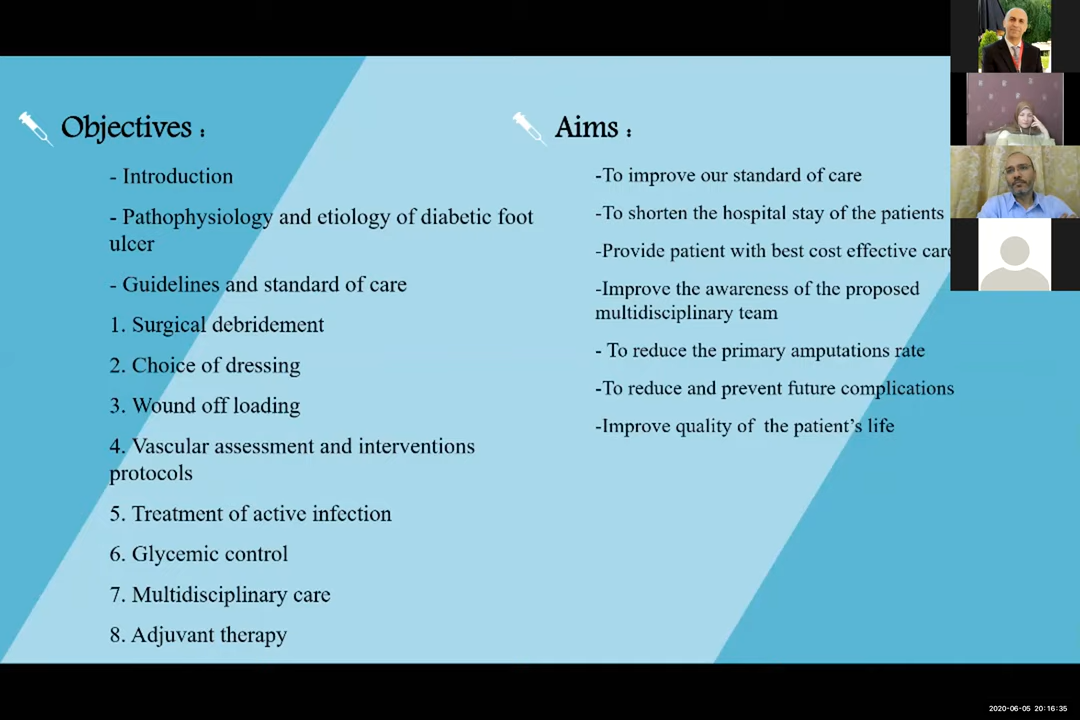 Objectives :
- Introduction
- Pathophysiology and etiology of diabetic foot
ulcer
- Guidelines and standard of care
1. Surgical debridement
2. Choice of dressing
3. Wound off loading
4. Vascular assessment and interventions
protocols
5. Treatment of active infection
6. Glycemic control
7. Multidisciplinary care
8. Adjuvant therapy
Aims :
-To improve our standard of care
-To shorten the hospital stay of the patients
-Provide patient with best cost effective care
-Improve the awareness of the proposed
multidisciplinary team
- To reduce the primary amputations rate
-To reduce and prevent future complications
-Improve quality of the patient's life
2020-06-05 20:16:35